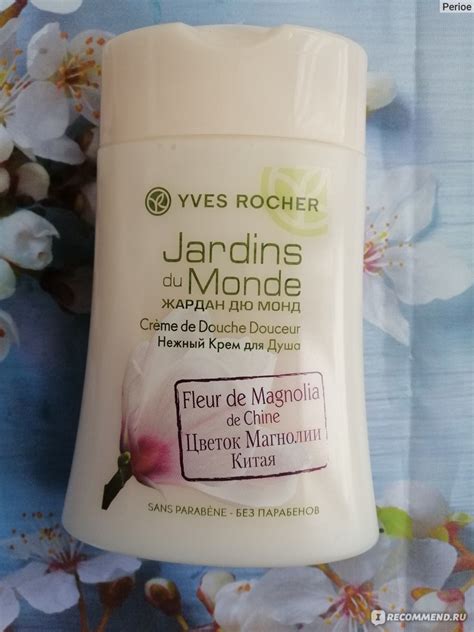 Perioe
YVES ROCHER
Jardins
du Monde
ЖАРДАН ДЮ МОНД
Crème de Douche Douceur
Нежный Крем для Душа
Fleur de Magnolia
de Chine
Цветок Магнолии
Китая
SANS PARABÈNE - БЕЗ ПАРАБЕНОВ
IRECOMMEND.RU